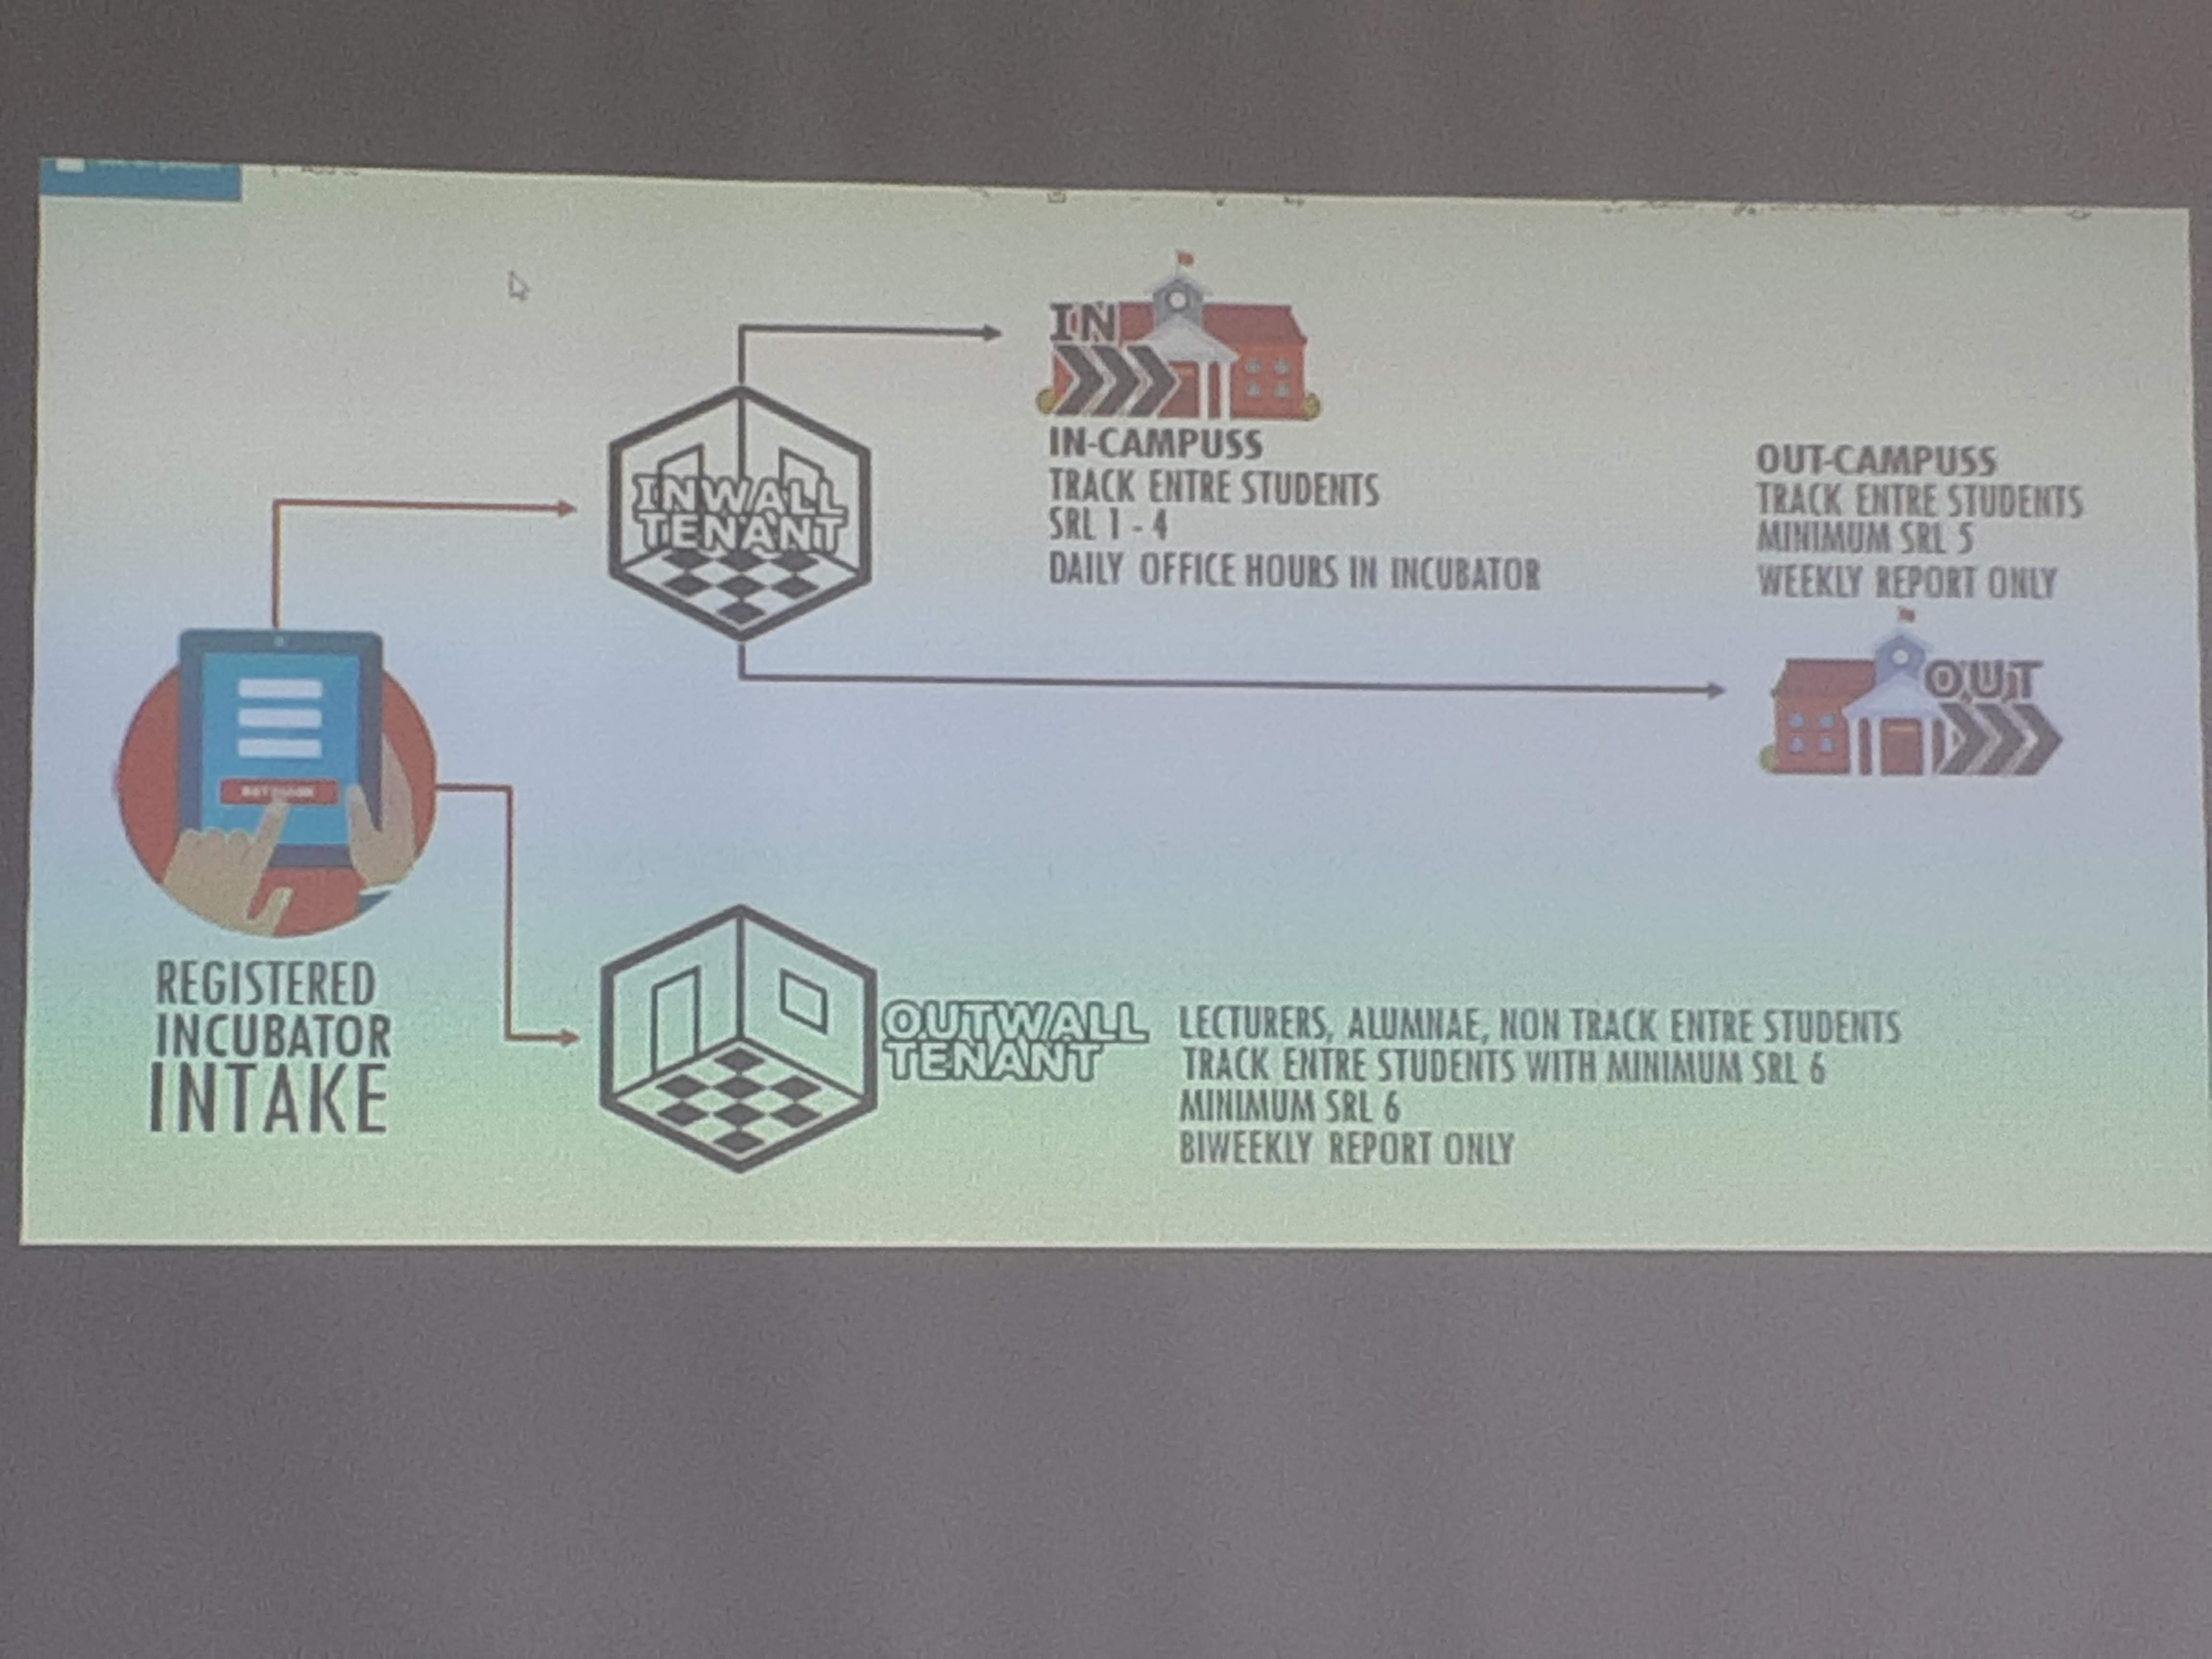 IN
IN-CAMPUSS
TRACK ENTRE STUDENTS
SRL 1 - 4
DAILY OFFICE HOURS IN INCUBATOR
OUT-CAMPUSS
TRACK ENTRE STUDENTS
MINIMUM SRL 5
WEEKLY REPORT ONLY
OUT
INWALL
TENANT
REGISTERED
INCUBATOR
INTAKE
OUTWALL
TENANT
LECTURERS, ALUMNAE, NON TRACK ENTRE STUDENTS
TRACK ENTRE STUDENTS WITH MINIMUM SRL 6
MINIMUM SRL 6
BIWEEKLY REPORT ONLY